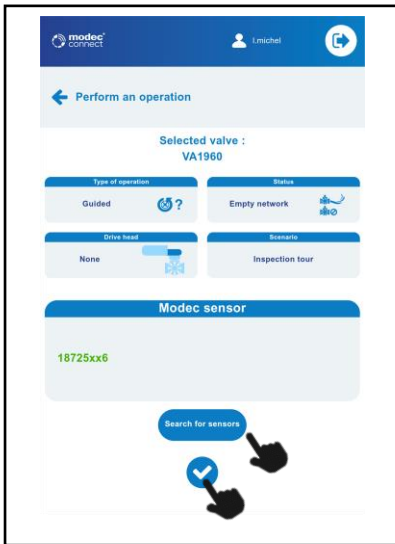 modec
connect
l.michel
Perform an operation
Selected valve :
VA1960
Type of operation
Status
Guided
?
Empty network
Drive head
Scenario
None
Inspection tour
Modec sensor
18725xx6
Search for sensors